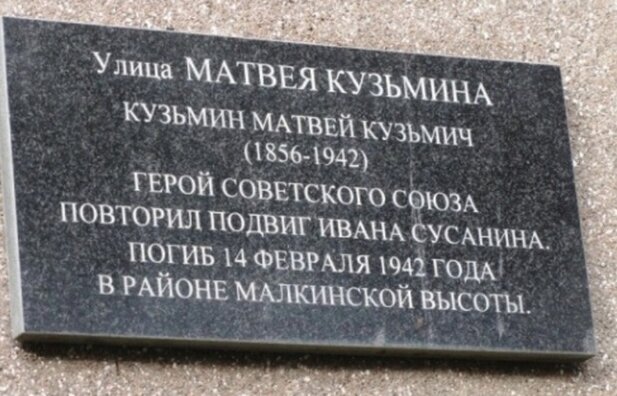 Улица МАТВЕЯ КУЗЬМИНА
КУЗЬМИН МАТВЕЙ КУЗЬМИЧ
(1856-1942)
ГЕРОЙ СОВЕТСКОГО СОЮЗА
ПОВТОРИЛ ПОДВИГ ИВАНА СУСАНИНА.
ПОГИБ 14 ФЕВРАЛЯ 1942 ГОДА
В РАЙОНЕ МАЛКИНСКОЙ ВЫСОТЫ.